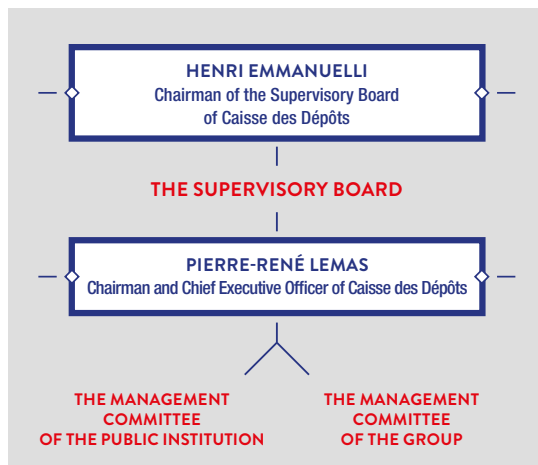 HENRI EMMANUELLI
Chairman of the Supervisory Board
of Caisse des Dépôts
THE SUPERVISORY BOARD
PIERRE-RENÉ LEMAS
Chairman and Chief Executive Officer of Caisse des Dépôts
THE MANAGEMENT
COMMITTEE
OF THE PUBLIC INSTITUTION
THE MANAGEMENT
COMMITTEE
OF THE GROUP